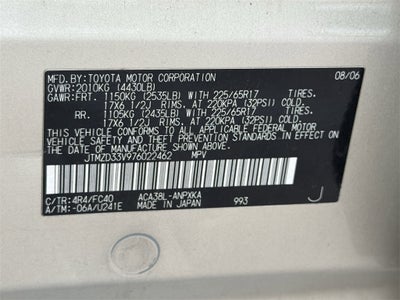 MFD.BY:TOYOTA MOTOR CORPORATION 08/06
GVWR:2010KG (4430LB)
GAWR:FRT. 1150KG (2535LB) WITH 225/65R17 TIRES.
17X6 1/2J RIMS. AT 220KPA (32PSI) COLD.
RR. 1105KG (2435LB) WITH 225/65R17 TIRES.
17X6 1/2J RIMS. AT 220KPA (32PSI) COLD.
THIS VEHICLE CONFORMS TO ALL APPLICABLE
FEDERAL MOTOR VEHICLE SAFETY AND
THEFT PREVENTION STANDARDS IN EFFECT ON
THE DATE OF MANUFACTURE SHOWN ABOVE.
JTMZD33V976022462 MPV
C/TR:4R4/FC40 ACA38L-ANPXKA J
A/TM:-06A/U241E MADE IN JAPAN 993